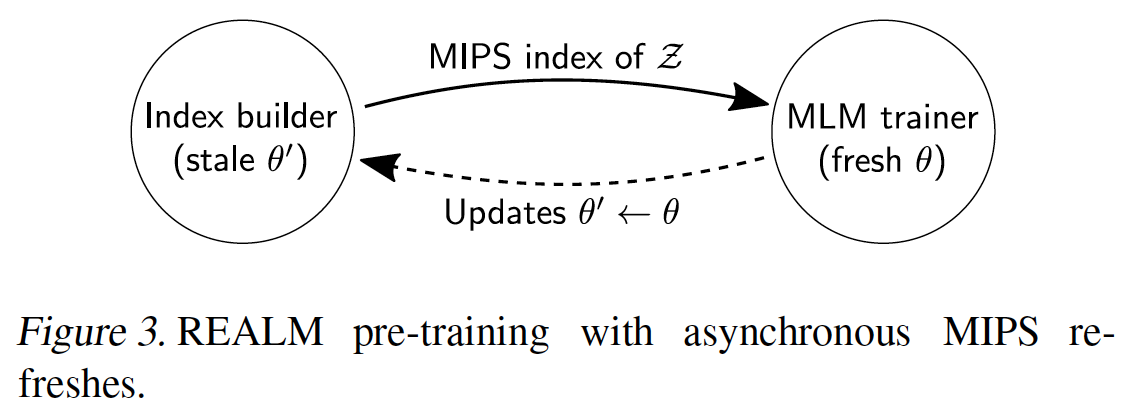 MIPS index of 𝒵
Index builder
(stale θ′)
MLM trainer
(fresh θ)
Updates θ′ ← θ
Figure 3. REALM pre-training with asynchronous MIPS re-
freshes.